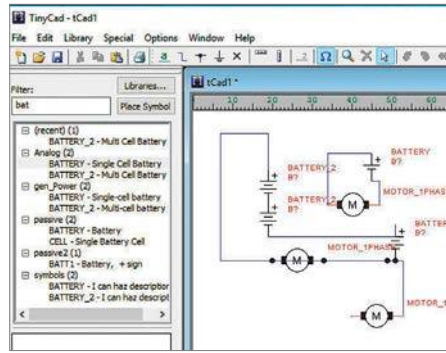 TinyCad - tCad1
File Edit Library Special Options Window Help
Filter:
Libraries...
bat
Place Symbol
(recent) (1)
BATTERY_2 - Multi Cell Battery
Analog (2)
BATTERY - Single Cell Battery
BATTERY_2 - Multi Cell Battery
gen_Power (2)
BATTERY - Single-cell battery
BATTERY_2 - Multi-cell battery
passive (2)
BATTERY - Battery
CELL - Single Battery Cell
passive2 (1)
BATT1 - Battery, + sign
symbols (2)
BATTERY - I can haz description
BATTERY_2 - I can haz descript
tCad1 *
10 20 30 40 50 60
BATTERY_2
B?
BATTERY
B?
MOTOR_1PHAS
M
BATTERY_2
B?
BATTER
B?
MOTOR_1PHASE
M
MOTOR_1
M